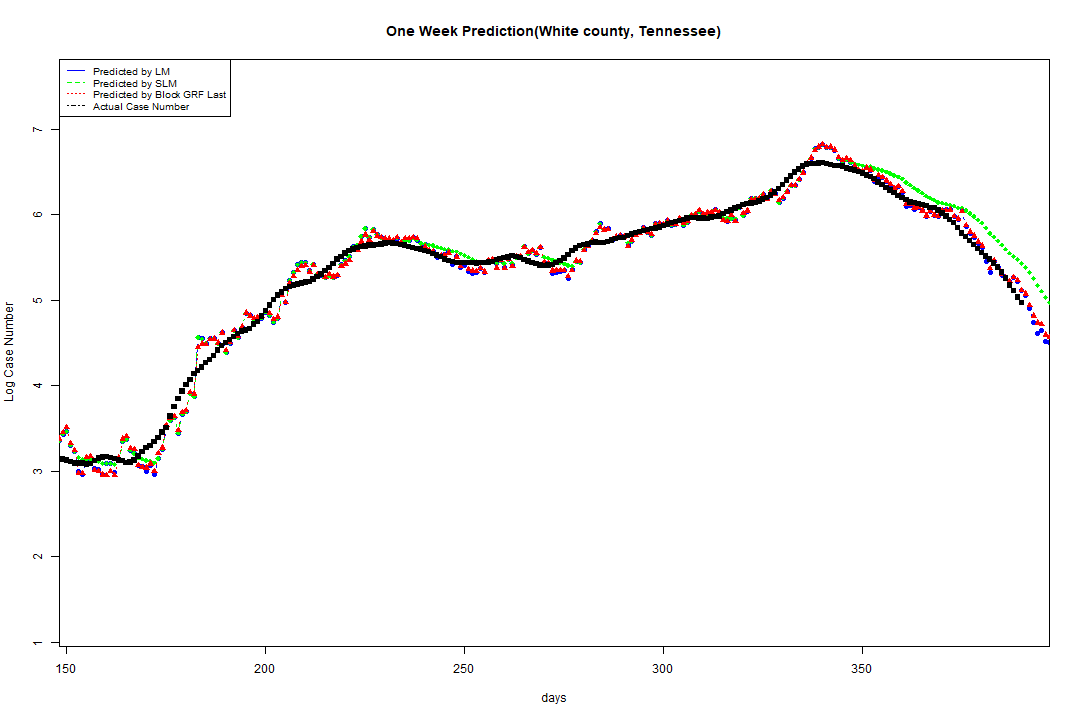 One Week Prediction(White county, Tennessee)
Predicted by LM
Predicted by SLM
Predicted by Block GRF Last
Actual Case Number
Log Case Number
7
6
5
4
3
2
1
150 200 250 300 350
days